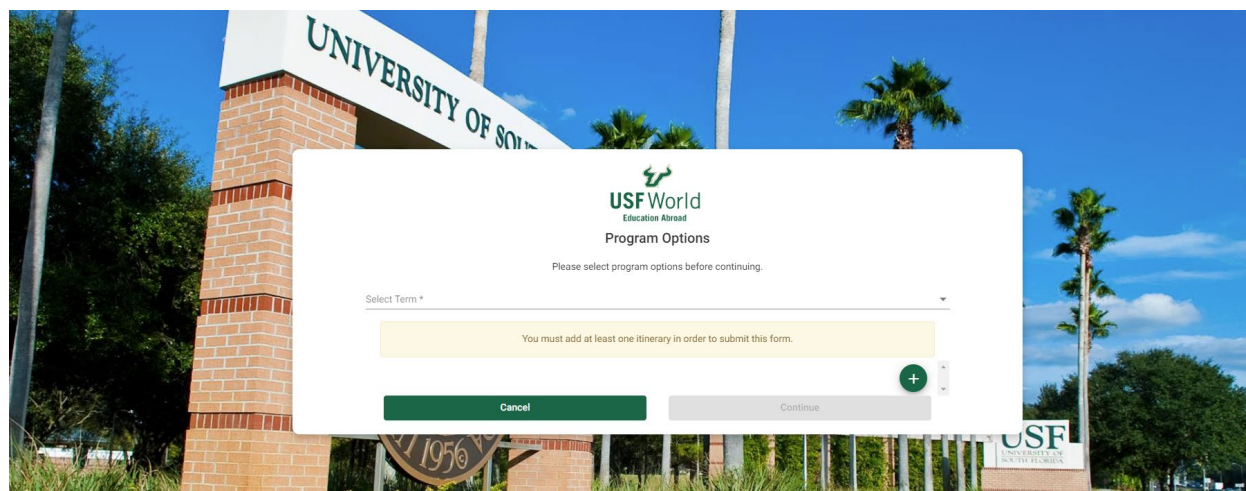 UNIVERSITY OF SOU
USF World
Education Abroad
Program Options
Please select program options before continuing.
Select Term *
You must add at least one itinerary in order to submit this form.
+
Cancel
Continue
1956
USF
UNIVERSITY OF
SOUTH FLORIDA